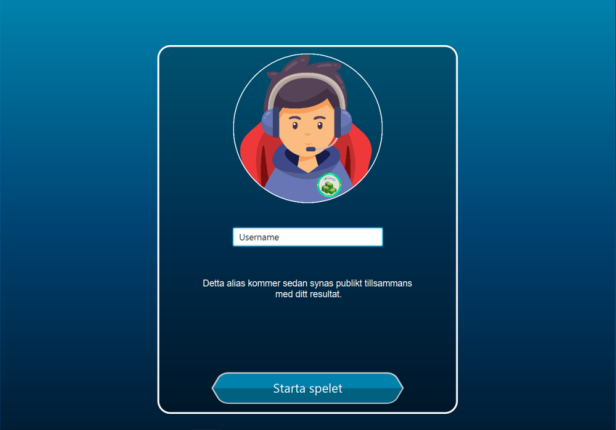 Username
Detta alias kommer sedan synas publikt tillsammans
med ditt resultat.
Starta spelet